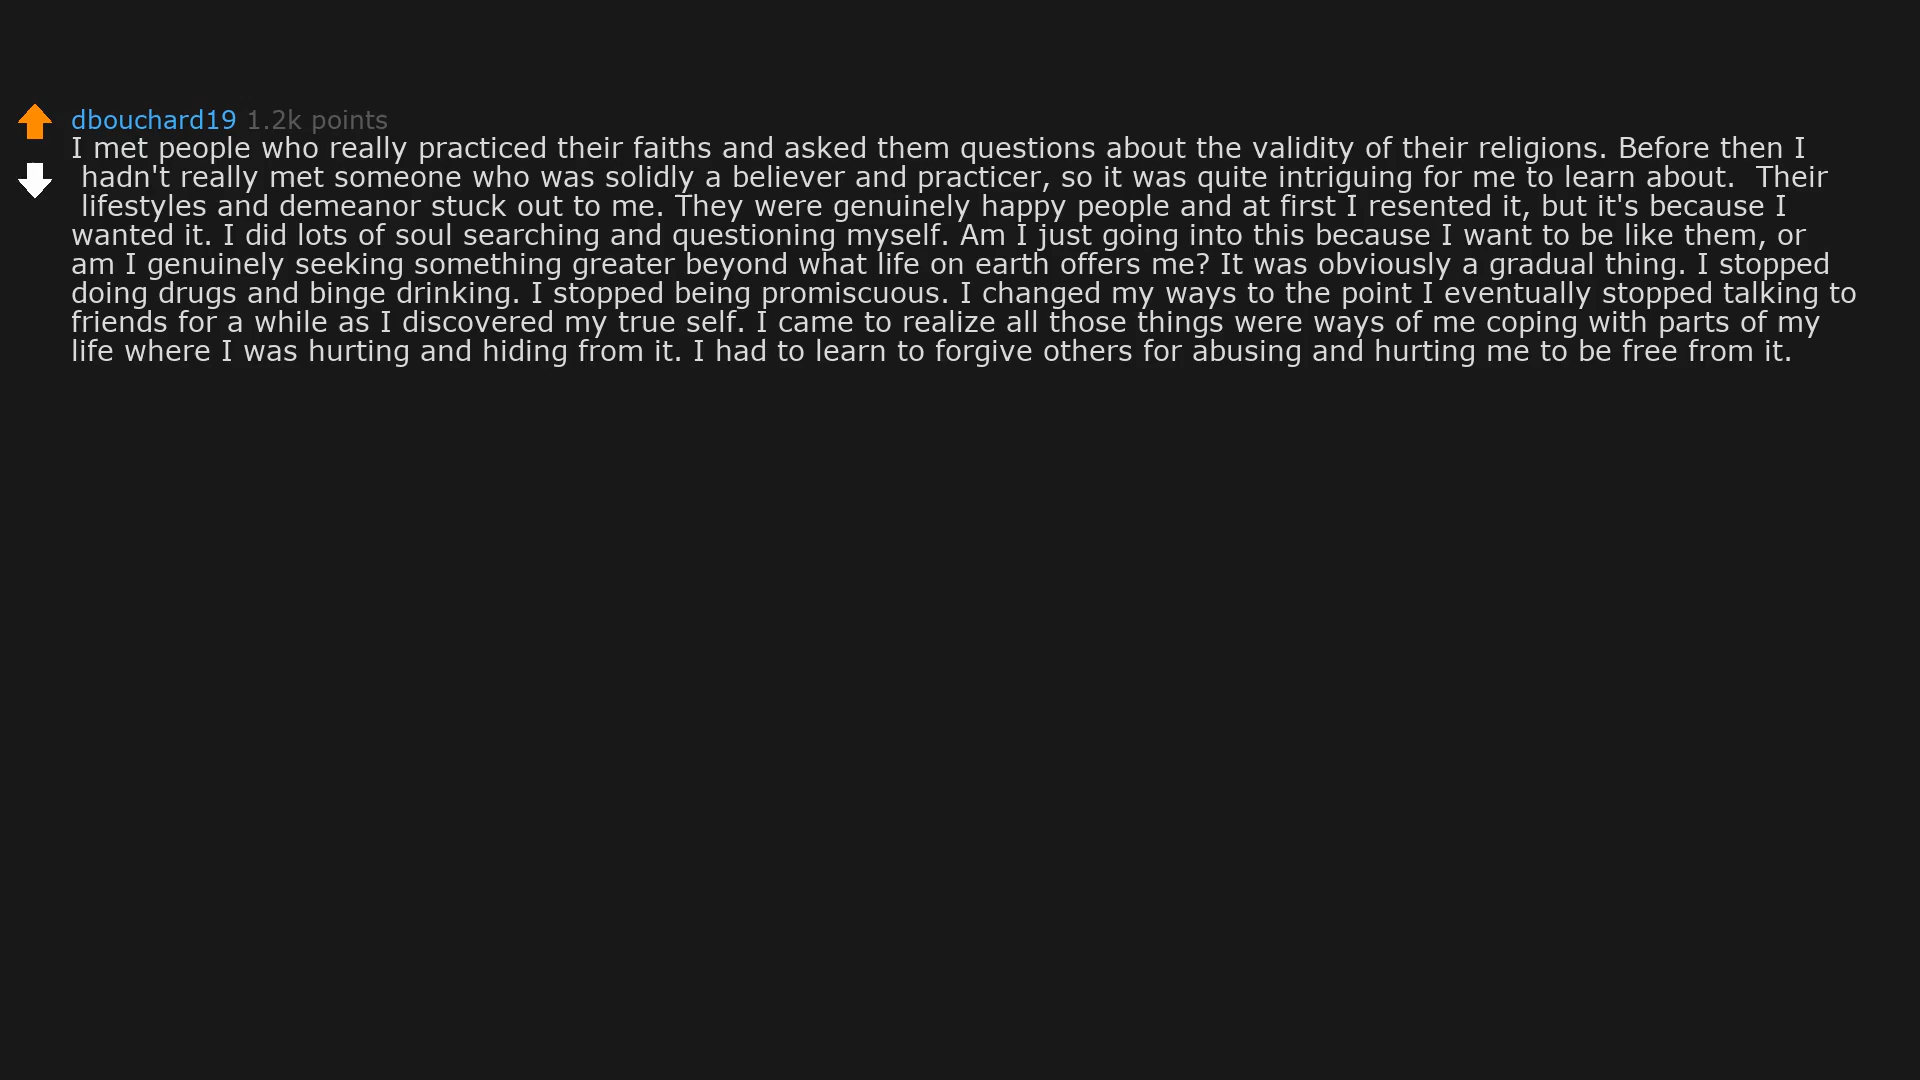 dbouchard19 1.2k points
I met people who really practiced their faiths and asked them questions about the validity of their religions. Before then I
hadn't really met someone who was solidly a believer and practicer, so it was quite intriguing for me to learn about.  Their
lifestyles and demeanor stuck out to me. They were genuinely happy people and at first I resented it, but it's because I
wanted it. I did lots of soul searching and questioning myself. Am I just going into this because I want to be like them, or
am I genuinely seeking something greater beyond what life on earth offers me? It was obviously a gradual thing. I stopped
doing drugs and binge drinking. I stopped being promiscuous. I changed my ways to the point I eventually stopped talking to
friends for a while as I discovered my true self. I came to realize all those things were ways of me coping with parts of my
life where I was hurting and hiding from it. I had to learn to forgive others for abusing and hurting me to be free from it.